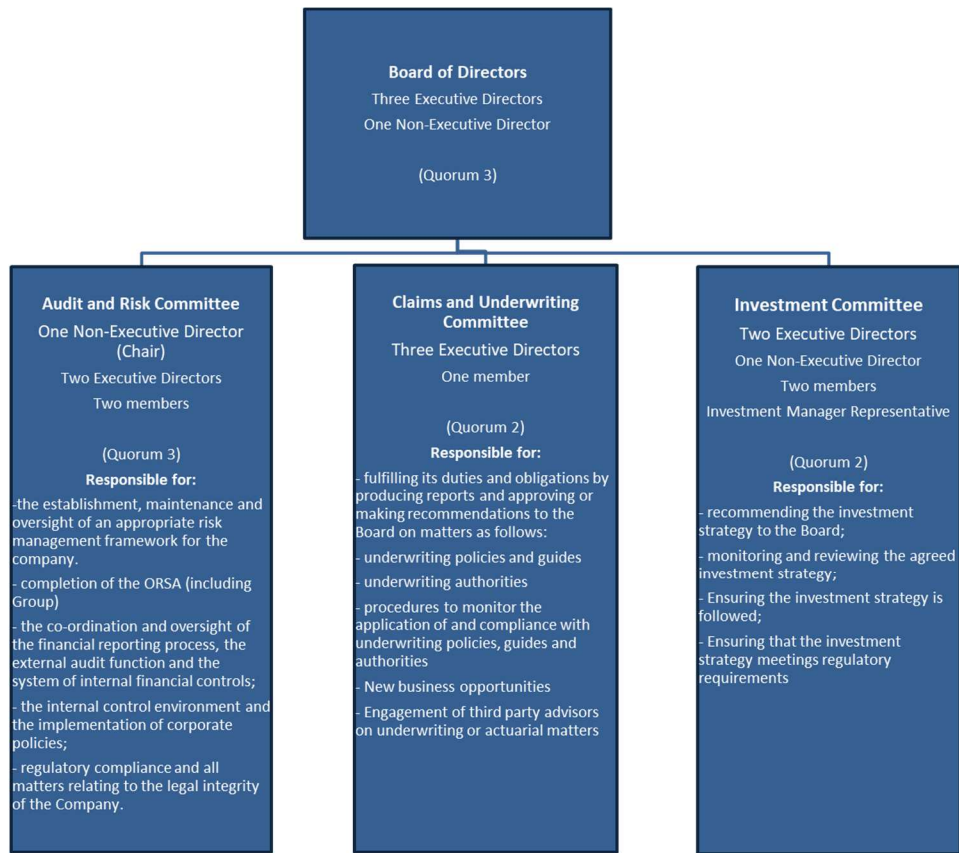 Board of Directors
Three Executive Directors
One Non-Executive Director
(Quorum 3)
Audit and Risk Committee
One Non-Executive Director
(Chair)
Two Executive Directors
Two members
(Quorum 3)
Responsible for:
-the establishment, maintenance and
oversight of an appropriate risk
management framework for the
company.
- completion of the ORSA (including
Group)
- the co-ordination and oversight of
the financial reporting process, the
external audit function and the
system of internal financial controls;
- the internal control environment and
the implementation of corporate
policies;
- regulatory compliance and all
matters relating to the legal integrity
of the Company.
Claims and Underwriting
Committee
Three Executive Directors
One member
(Quorum 2)
Responsible for:
- fulfilling its duties and obligations by
producing reports and approving or
making recommendations to the
Board on matters as follows:
- underwriting policies and guides
- underwriting authorities
- procedures to monitor the
application of and compliance with
underwriting policies, guides and
authorities
- New business opportunities
- Engagement of third party advisors
on underwriting or actuarial matters
Investment Committee
Two Executive Directors
One Non-Executive Director
Two members
Investment Manager Representative
(Quorum 2)
Responsible for:
- recommending the investment
strategy to the Board;
- monitoring and reviewing the agreed
investment strategy;
- Ensuring the investment strategy is
followed;
- Ensuring that the investment
strategy meetings regulatory
requirements